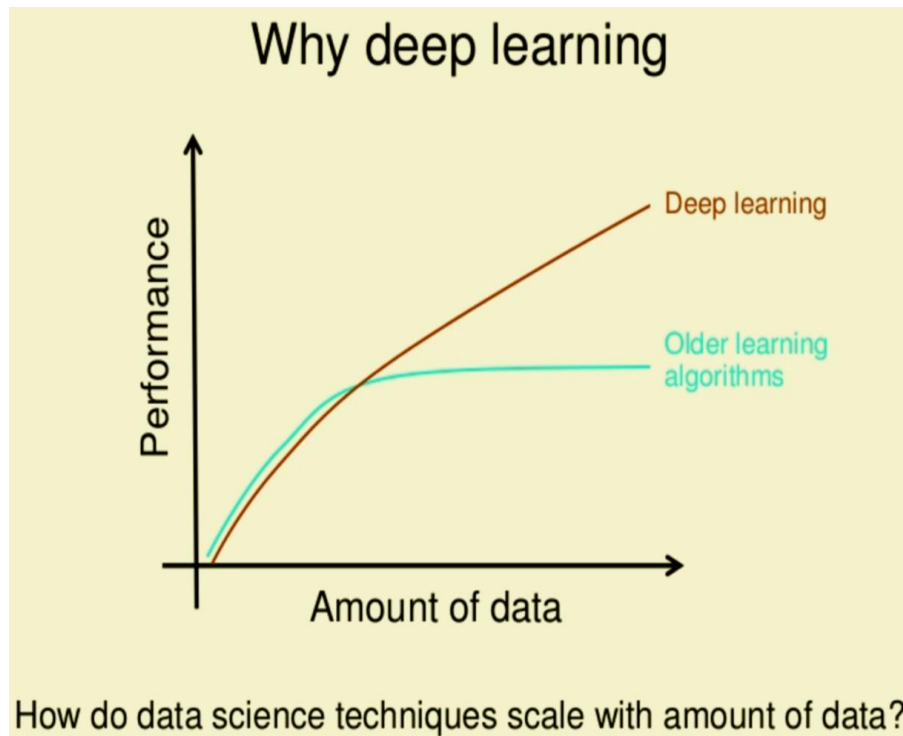 Why deep learning
Performance
Deep learning
Older learning
algorithms
Amount of data
How do data science techniques scale with amount of data?